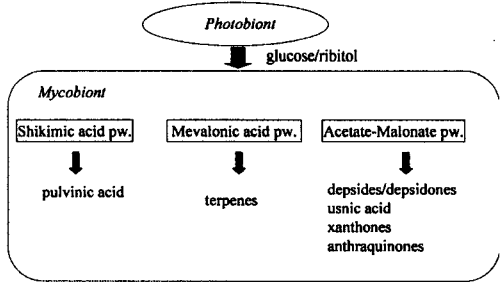 Photobiont
glucose/ribitol
Mycobiont
Shikimic acid pw.
Mevalonic acid pw.
Acetate-Malonate pw.
pulvinic acid
terpenes
depsides/depsidones
usnic acid
xanthones
anthraquinones